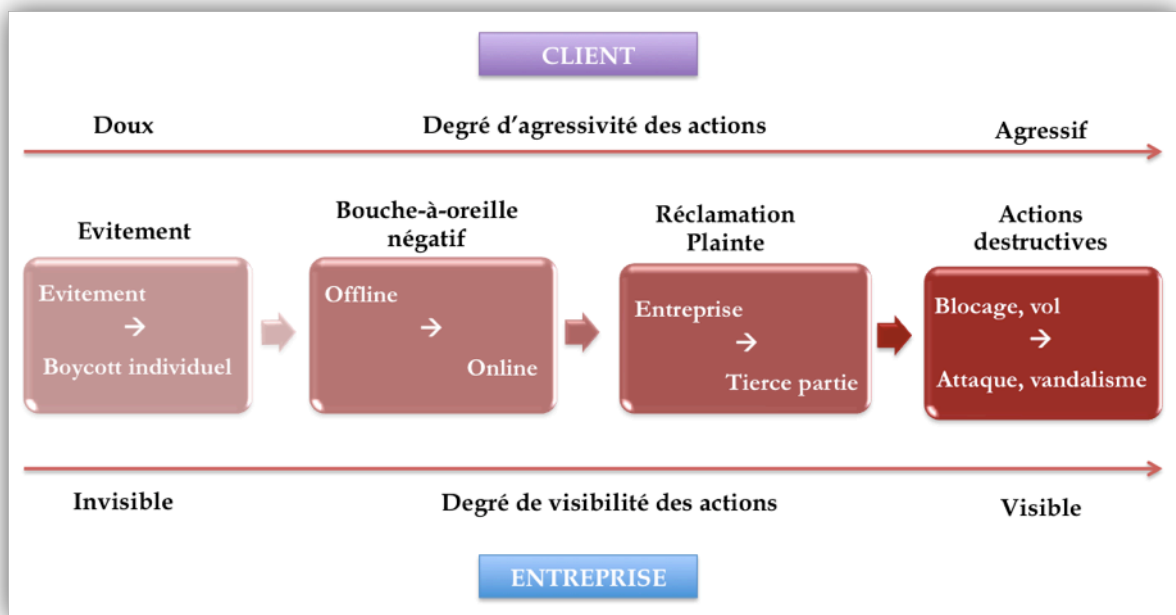 CLIENT
Doux
Degré d’agressivité des actions
Agressif
Evitement
Bouche-à-oreille
négatif
Réclamation
Plainte
Actions
destructives
Evitement
→
Boycott individuel
Offline
→
Online
Entreprise
→
Tierce partie
Blocage, vol
→
Attaque, vandalisme
Invisible
Degré de visibilité des actions
Visible
ENTREPRISE